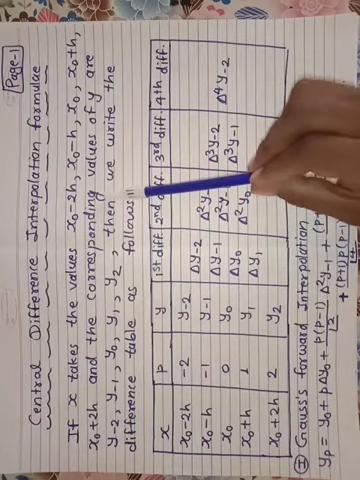 Page-1
Central Difference Interpolation formulae
If x takes the values x₀-2h, x₀-h, x₀, x₀+h,
x₀+2h and the corresponding values of y are
y-2, y-1, y₀, y₁, y₂, then we write the
difference table as follows:
x P y 1st diff. 2nd diff. 3rd diff. 4th diff.
x₀-2h -2 y-2
Δy-2
x₀-h -1 y-1 Δ²y-2
Δy-1 Δ³y-2
x₀ 0 y₀ Δ²y-1 Δ⁴y-2
Δy₀ Δ³y-1
x₀+h 1 y₁ Δ²y₀
Δy₁
x₀+2h 2 y₂
I Gauss's forward Interpolation
yp = y₀ + pΔy₀ + p(p-1)/|2 Δ²y-1 +
+ (p+1)p(p-1)